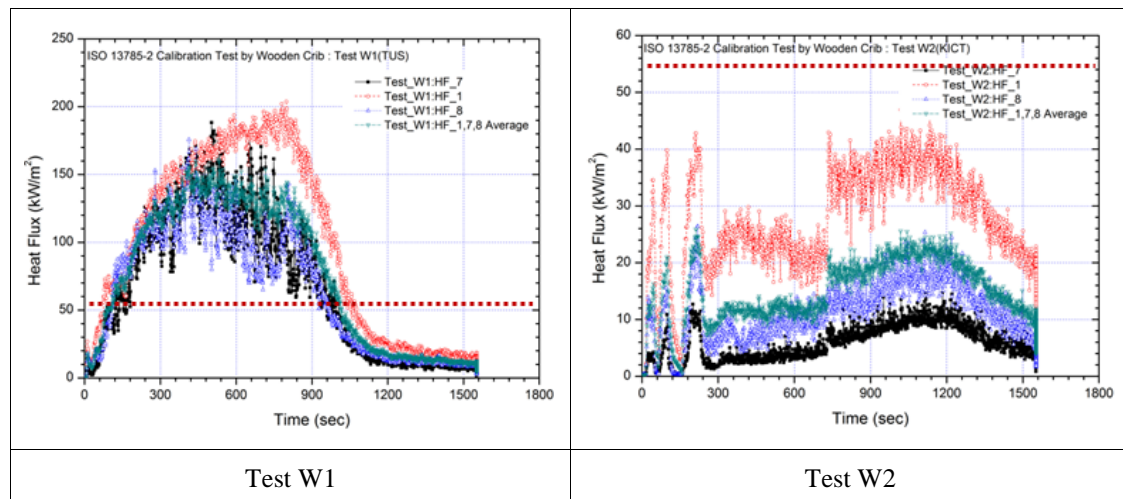 ISO 13785-2 Calibration Test by Wooden Crib : Test W1(TUS)
Test_W1:HF_7
Test_W1:HF_1
Test_W1:HF_8
Test_W1:HF_1,7,8 Average
250
200
150
100
50
0
Heat Flux (kW/m²)
0 300 600 900 1200 1500 1800
Time (sec)
Test W1
ISO 13785-2 Calibration Test by Wooden Crib : Test W2(KICT)
Test_W2:HF_7
Test_W2:HF_1
Test_W2:HF_8
Test_W2:HF_1,7,8 Average
60
50
40
30
20
10
0
Heat Flux (kW/m²)
0 300 600 900 1200 1500 1800
Time (sec)
Test W2